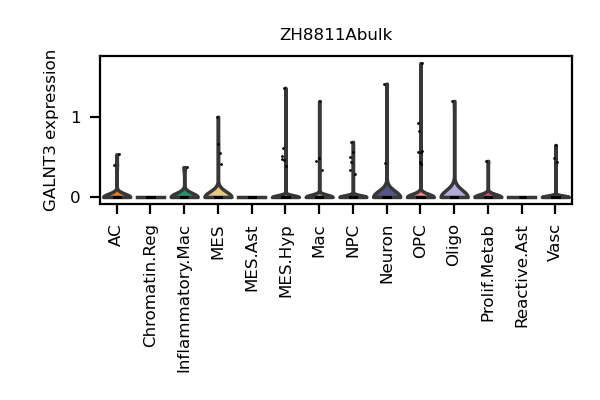 ZH8811Abulk
GALNT3 expression
1
0
AC
Chromatin.Reg
Inflammatory.Mac
MES
MES.Ast
MES.Hyp
Mac
NPC
Neuron
OPC
Oligo
Prolif.Metab
Reactive.Ast
Vasc